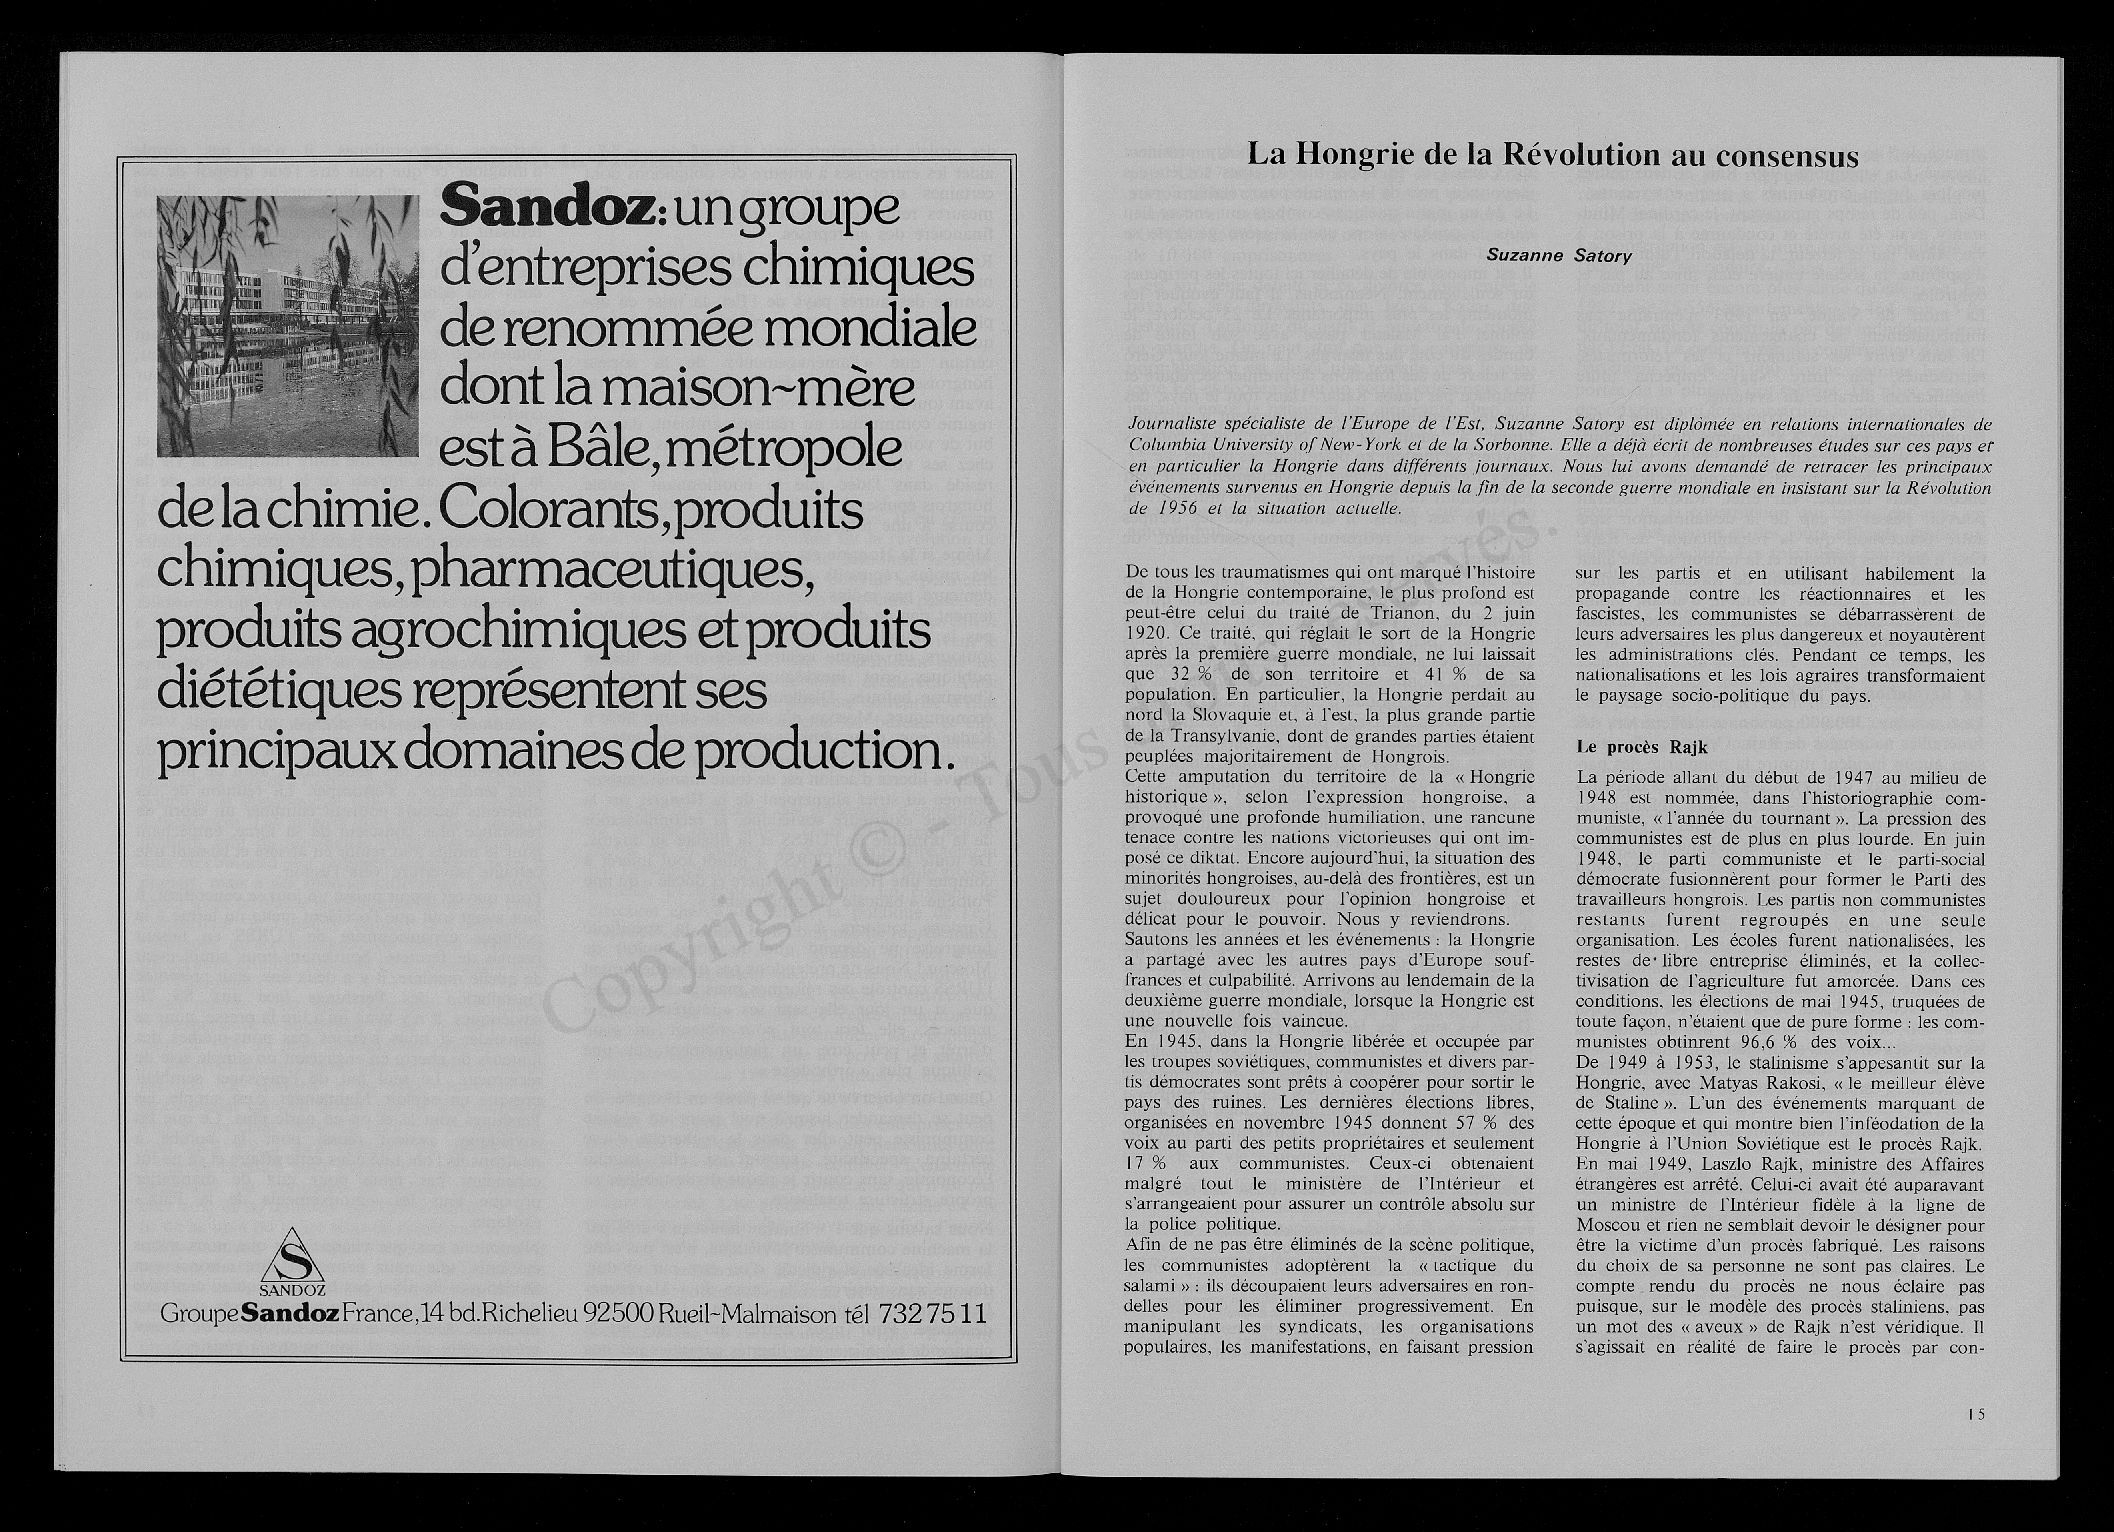 Sandoz: un groupe
d'entreprises chimiques
de renommée mondiale
dont la maison~mère
est à Bâle, métropole
de la chimie. Colorants, produits
chimiques, pharmaceutiques,
produits agrochimiques et produits
diététiques représentent ses
principaux domaines de production.
S
SANDOZ
Groupe Sandoz France, 14 bd. Richelieu 92500 Rueil~Malmaison tél 732 75 11
La Hongrie de la Révolution au consensus
Suzanne Satory
Journaliste spécialiste de l'Europe de l'Est, Suzanne Satory est diplômée en relations internationales de
Columbia University of New-York et de la Sorbonne. Elle a déjà écrit de nombreuses études sur ces pays et
en particulier la Hongrie dans différents journaux. Nous lui avons demandé de retracer les principaux
événements survenus en Hongrie depuis la fin de la seconde guerre mondiale en insistant sur la Révolution
de 1956 et la situation actuelle.
De tous les traumatismes qui ont marqué l'histoire
de la Hongrie contemporaine, le plus profond est
peut-être celui du traité de Trianon, du 2 juin
1920. Ce traité, qui réglait le sort de la Hongrie
après la première guerre mondiale, ne lui laissait
que 32 % de son territoire et 41 % de sa
population. En particulier, la Hongrie perdait au
nord la Slovaquie et, à l'est, la plus grande partie
de la Transylvanie, dont de grandes parties étaient
peuplées majoritairement de Hongrois.
Cette amputation du territoire de la « Hongrie
historique », selon l'expression hongroise, a
provoqué une profonde humiliation, une rancune
tenace contre les nations victorieuses qui ont im-
posé ce diktat. Encore aujourd'hui, la situation des
minorités hongroises, au-delà des frontières, est un
sujet douloureux pour l'opinion hongroise et
délicat pour le pouvoir. Nous y reviendrons.
Sautons les années et les événements : la Hongrie
a partagé avec les autres pays d'Europe souf-
frances et culpabilité. Arrivons au lendemain de la
deuxième guerre mondiale, lorsque la Hongrie est
une nouvelle fois vaincue.
En 1945, dans la Hongrie libérée et occupée par
les troupes soviétiques, communistes et divers par-
tis démocrates sont prêts à coopérer pour sortir le
pays des ruines. Les dernières élections libres,
organisées en novembre 1945 donnent 57 % des
voix au parti des petits propriétaires et seulement
17 % aux communistes. Ceux-ci obtenaient
malgré tout le ministère de l'Intérieur et
s'arrangeaient pour assurer un contrôle absolu sur
la police politique.
Afin de ne pas être éliminés de la scène politique,
les communistes adoptèrent la « tactique du
salami » : ils découpaient leurs adversaires en ron-
delles pour les éliminer progressivement. En
manipulant les syndicats, les organisations
populaires, les manifestations, en faisant pression
sur les partis et en utilisant habilement la
propagande contre les réactionnaires et les
fascistes, les communistes se débarrassèrent de
leurs adversaires les plus dangereux et noyautèrent
les administrations clés. Pendant ce temps, les
nationalisations et les lois agraires transformaient
le paysage socio-politique du pays.
Le procès Rajk
La période allant du début de 1947 au milieu de
1948 est nommée, dans l'historiographie com-
muniste, « l'année du tournant ». La pression des
communistes est de plus en plus lourde. En juin
1948, le parti communiste et le parti-social
démocrate fusionnèrent pour former le Parti des
travailleurs hongrois. Les partis non communistes
restants furent regroupés en une seule
organisation. Les écoles furent nationalisées, les
restes de libre entreprise éliminés, et la collec-
tivisation de l'agriculture fut amorcée. Dans ces
conditions, les élections de mai 1945, truquées de
toute façon, n'étaient que de pure forme : les com-
munistes obtinrent 96,6 % des voix...
De 1949 à 1953, le stalinisme s'appesantit sur la
Hongrie, avec Matyas Rakosi, « le meilleur élève
de Staline ». L'un des événements marquant de
cette époque et qui montre bien l'inféodation de la
Hongrie à l'Union Soviétique est le procès Rajk.
En mai 1949, Laszlo Rajk, ministre des Affaires
étrangères est arrêté. Celui-ci avait été auparavant
un ministre de l'Intérieur fidèle à la ligne de
Moscou et rien ne semblait devoir le désigner pour
être la victime d'un procès fabriqué. Les raisons
du choix de sa personne ne sont pas claires. Le
compte rendu du procès ne nous éclaire pas
puisque, sur le modèle des procès staliniens, pas
un mot des « aveux » de Rajk n'est véridique. Il
s'agissait en réalité de faire le procès par con-
15
Copyright © - Tous droits réservés.